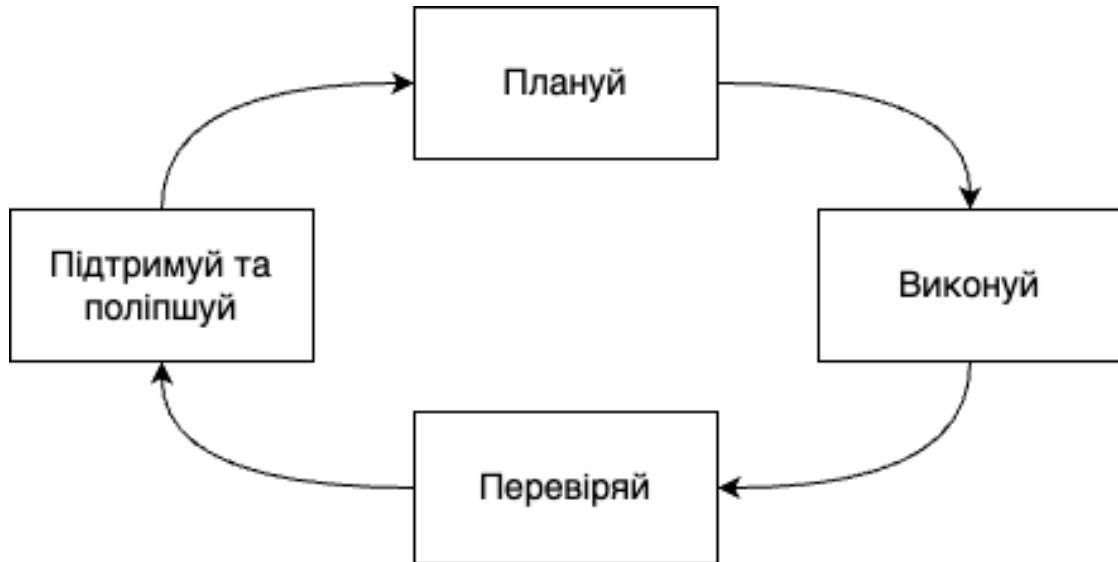 Плануй
Підтримуй та
поліпшуй
Виконуй
Перевіряй